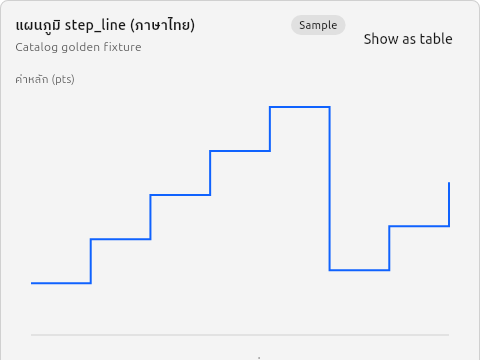 แผนภูมิ step_line (ภาษาไทย)
Sample
Show as table
Catalog golden fixture
ค่าหลัก (pts)